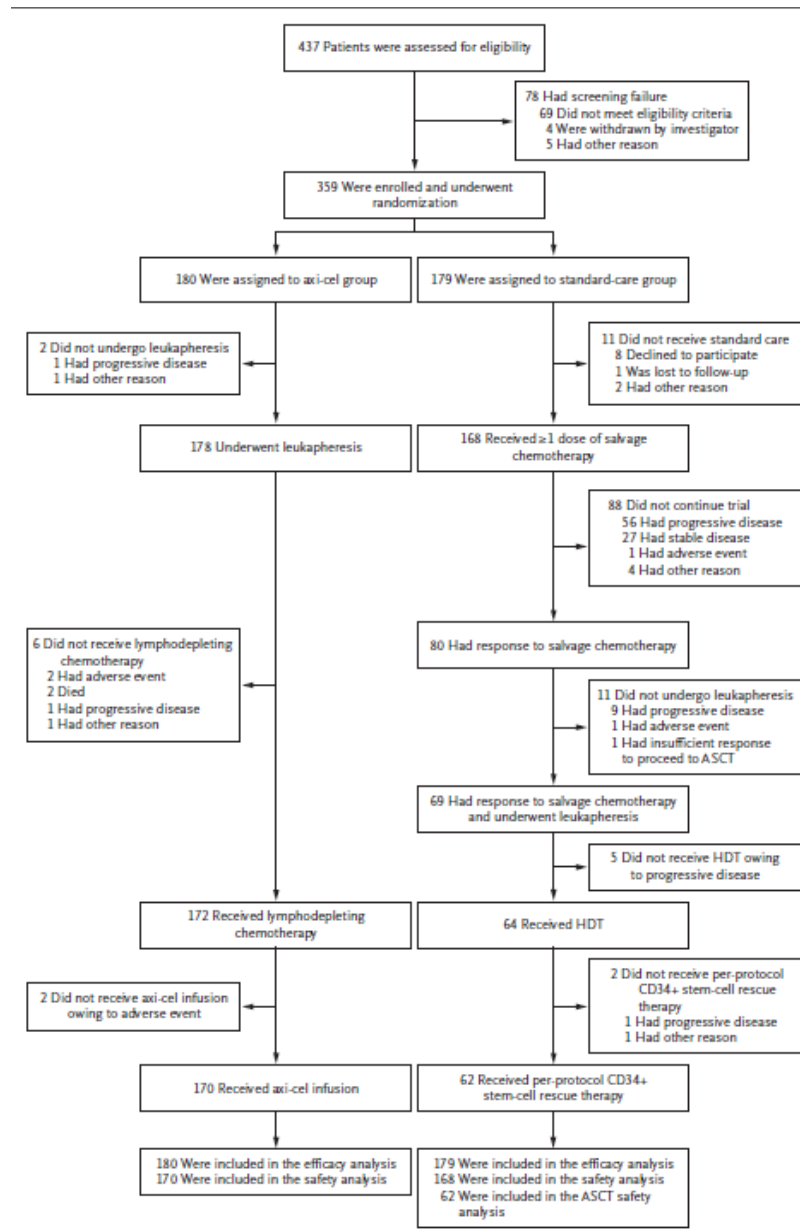 437 Patients were assessed for eligibility
78 Had screening failure
69 Did not meet eligibility criteria
4 Were withdrawn by investigator
5 Had other reason
359 Were enrolled and underwent
randomization
180 Were assigned to axi-cel group
179 Were assigned to standard-care group
2 Did not undergo leukapheresis
1 Had progressive disease
1 Had other reason
11 Did not receive standard care
8 Declined to participate
1 Was lost to follow-up
2 Had other reason
178 Underwent leukapheresis
168 Received ≥1 dose of salvage
chemotherapy
88 Did not continue trial
56 Had progressive disease
27 Had stable disease
1 Had adverse event
4 Had other reason
6 Did not receive lymphodepleting
chemotherapy
2 Had adverse event
2 Died
1 Had progressive disease
1 Had other reason
80 Had response to salvage chemotherapy
11 Did not undergo leukapheresis
9 Had progressive disease
1 Had adverse event
1 Had insufficient response
to proceed to ASCT
69 Had response to salvage chemotherapy
and underwent leukapheresis
5 Did not receive HDT owing
to progressive disease
172 Received lymphodepleting
chemotherapy
64 Received HDT
2 Did not receive axi-cel infusion
owing to adverse event
2 Did not receive per-protocol
CD34+ stem-cell rescue
therapy
1 Had progressive disease
1 Had other reason
170 Received axi-cel infusion
62 Received per-protocol CD34+
stem-cell rescue therapy
180 Were included in the efficacy analysis
170 Were included in the safety analysis
179 Were included in the efficacy analysis
168 Were included in the safety analysis
62 Were included in the ASCT safety
analysis